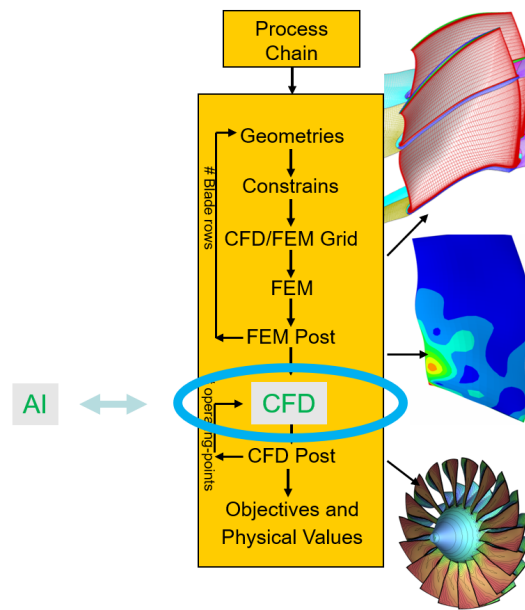 Process
Chain
Geometries
# Blade rows
Constrains
CFD/FEM Grid
FEM
FEM Post
AI
CFD
operating-points
CFD Post
Objectives and
Physical Values